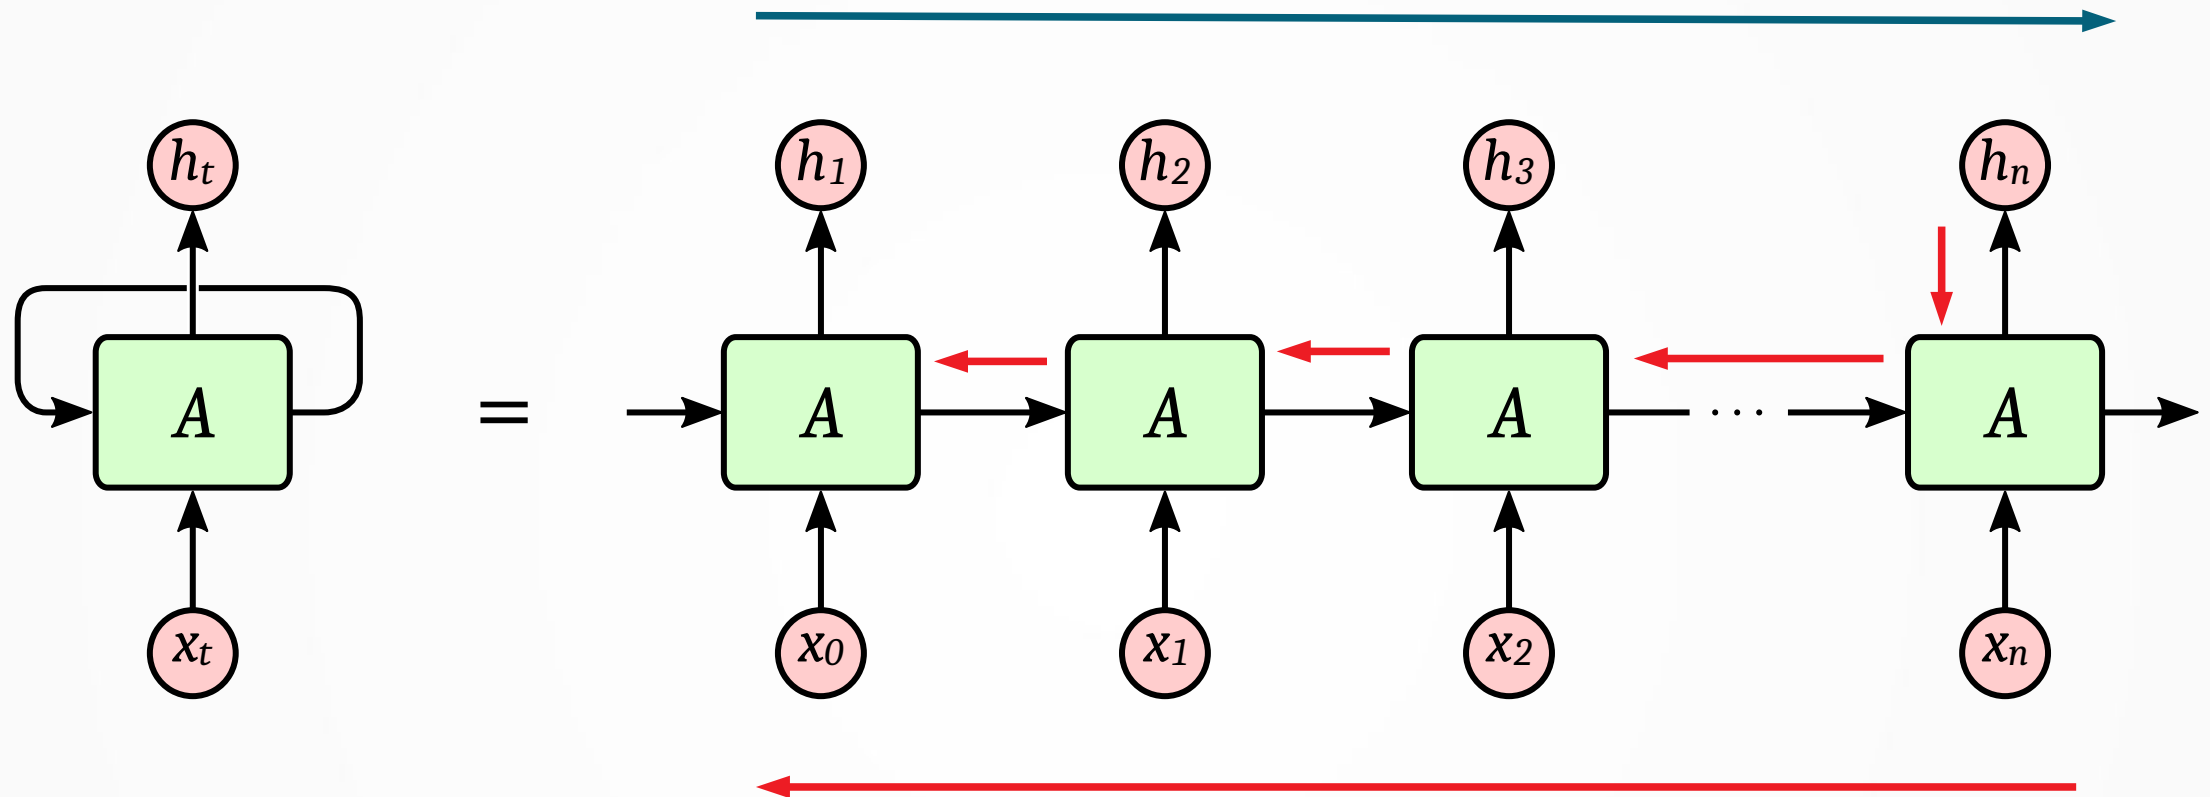 ht h1 h2 h3 hn
A = A A A ... A
xt x0 x1 x2 xn